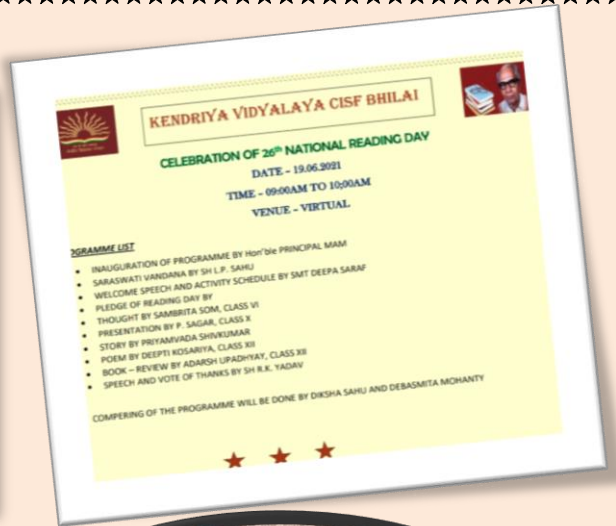 KENDRIYA VIDYALAYA CISF BHILAI
CELEBRATION OF 26th NATIONAL READING DAY
DATE – 19.06.2021
TIME – 09:00AM TO 10:00AM
VENUE – VIRTUAL
OGRAMME LIST
• INAUGURATION OF PROGRAMME BY Hon'ble PRINCIPAL MAM
• SARASWATI VANDANA BY SH L.P. SAHU
• WELCOME SPEECH AND ACTIVITY SCHEDULE BY SMT DEEPA SARAF
• PLEDGE OF READING DAY BY
• THOUGHT BY SAMBRITA SOM, CLASS VI
• PRESENTATION BY P. SAGAR, CLASS X
• STORY BY PRIYAMVADA SHIVKUMAR
• POEM BY DEEPTI KOSARIYA, CLASS XII
• BOOK – REVIEW BY ADARSH UPADHYAY, CLASS XII
• SPEECH AND VOTE OF THANKS BY SH R.K. YADAV
COMPERING OF THE PROGRAMME WILL BE DONE BY DIKSHA SAHU AND DEBASMITA MOHANTY